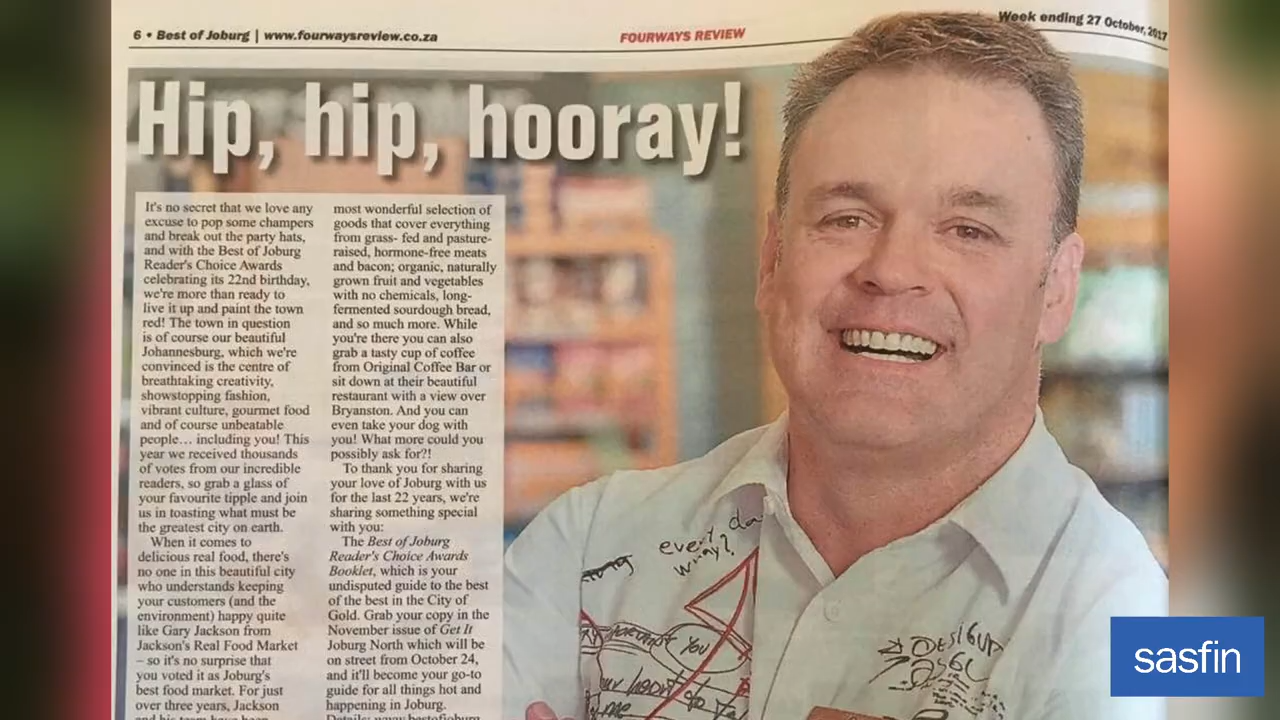 6 • Best of Joburg | www.fourwaysreview.co.za
FOURWAYS REVIEW
Week ending 27 October, 2017
Hip, hip, hooray!
It's no secret that we love any
excuse to pop some champers
and break out the party hats,
and with the Best of Joburg
Reader's Choice Awards
celebrating its 22nd birthday,
we're more than ready to
live it up and paint the town
red! The town in question
is of course our beautiful
Johannesburg, which we're
convinced is the centre of
breathtaking creativity,
showstopping fashion,
vibrant culture, gourmet food
and of course unbeatable
people… including you! This
year we received thousands
of votes from our incredible
readers, so grab a glass of
your favourite tipple and join
us in toasting what must be
the greatest city on earth.
When it comes to
delicious real food, there's
no one in this beautiful city
who understands keeping
your customers (and the
environment) happy quite
like Gary Jackson from
Jackson's Real Food Market
– so it's no surprise that
you voted it as Joburg's
best food market. For just
over three years, Jackson
most wonderful selection of
goods that cover everything
from grass- fed and pasture-
raised, hormone-free meats
and bacon; organic, naturally
grown fruit and vegetables
with no chemicals, long-
fermented sourdough bread,
and so much more. While
you're there you can also
grab a tasty cup of coffee
from Original Coffee Bar or
sit down at their beautiful
restaurant with a view over
Bryanston. And you can
even take your dog with
you! What more could you
possibly ask for?!
To thank you for sharing
your love of Joburg with us
for the last 22 years, we're
sharing something special
with you:
The Best of Joburg
Reader's Choice Awards
Booklet, which is your
undisputed guide to the best
of the best in the City of
Gold. Grab your copy in the
November issue of Get It
Joburg North which will be
on street from October 24,
and it'll become your go-to
guide for all things hot and
happening in Joburg.
every da
you
sasfin